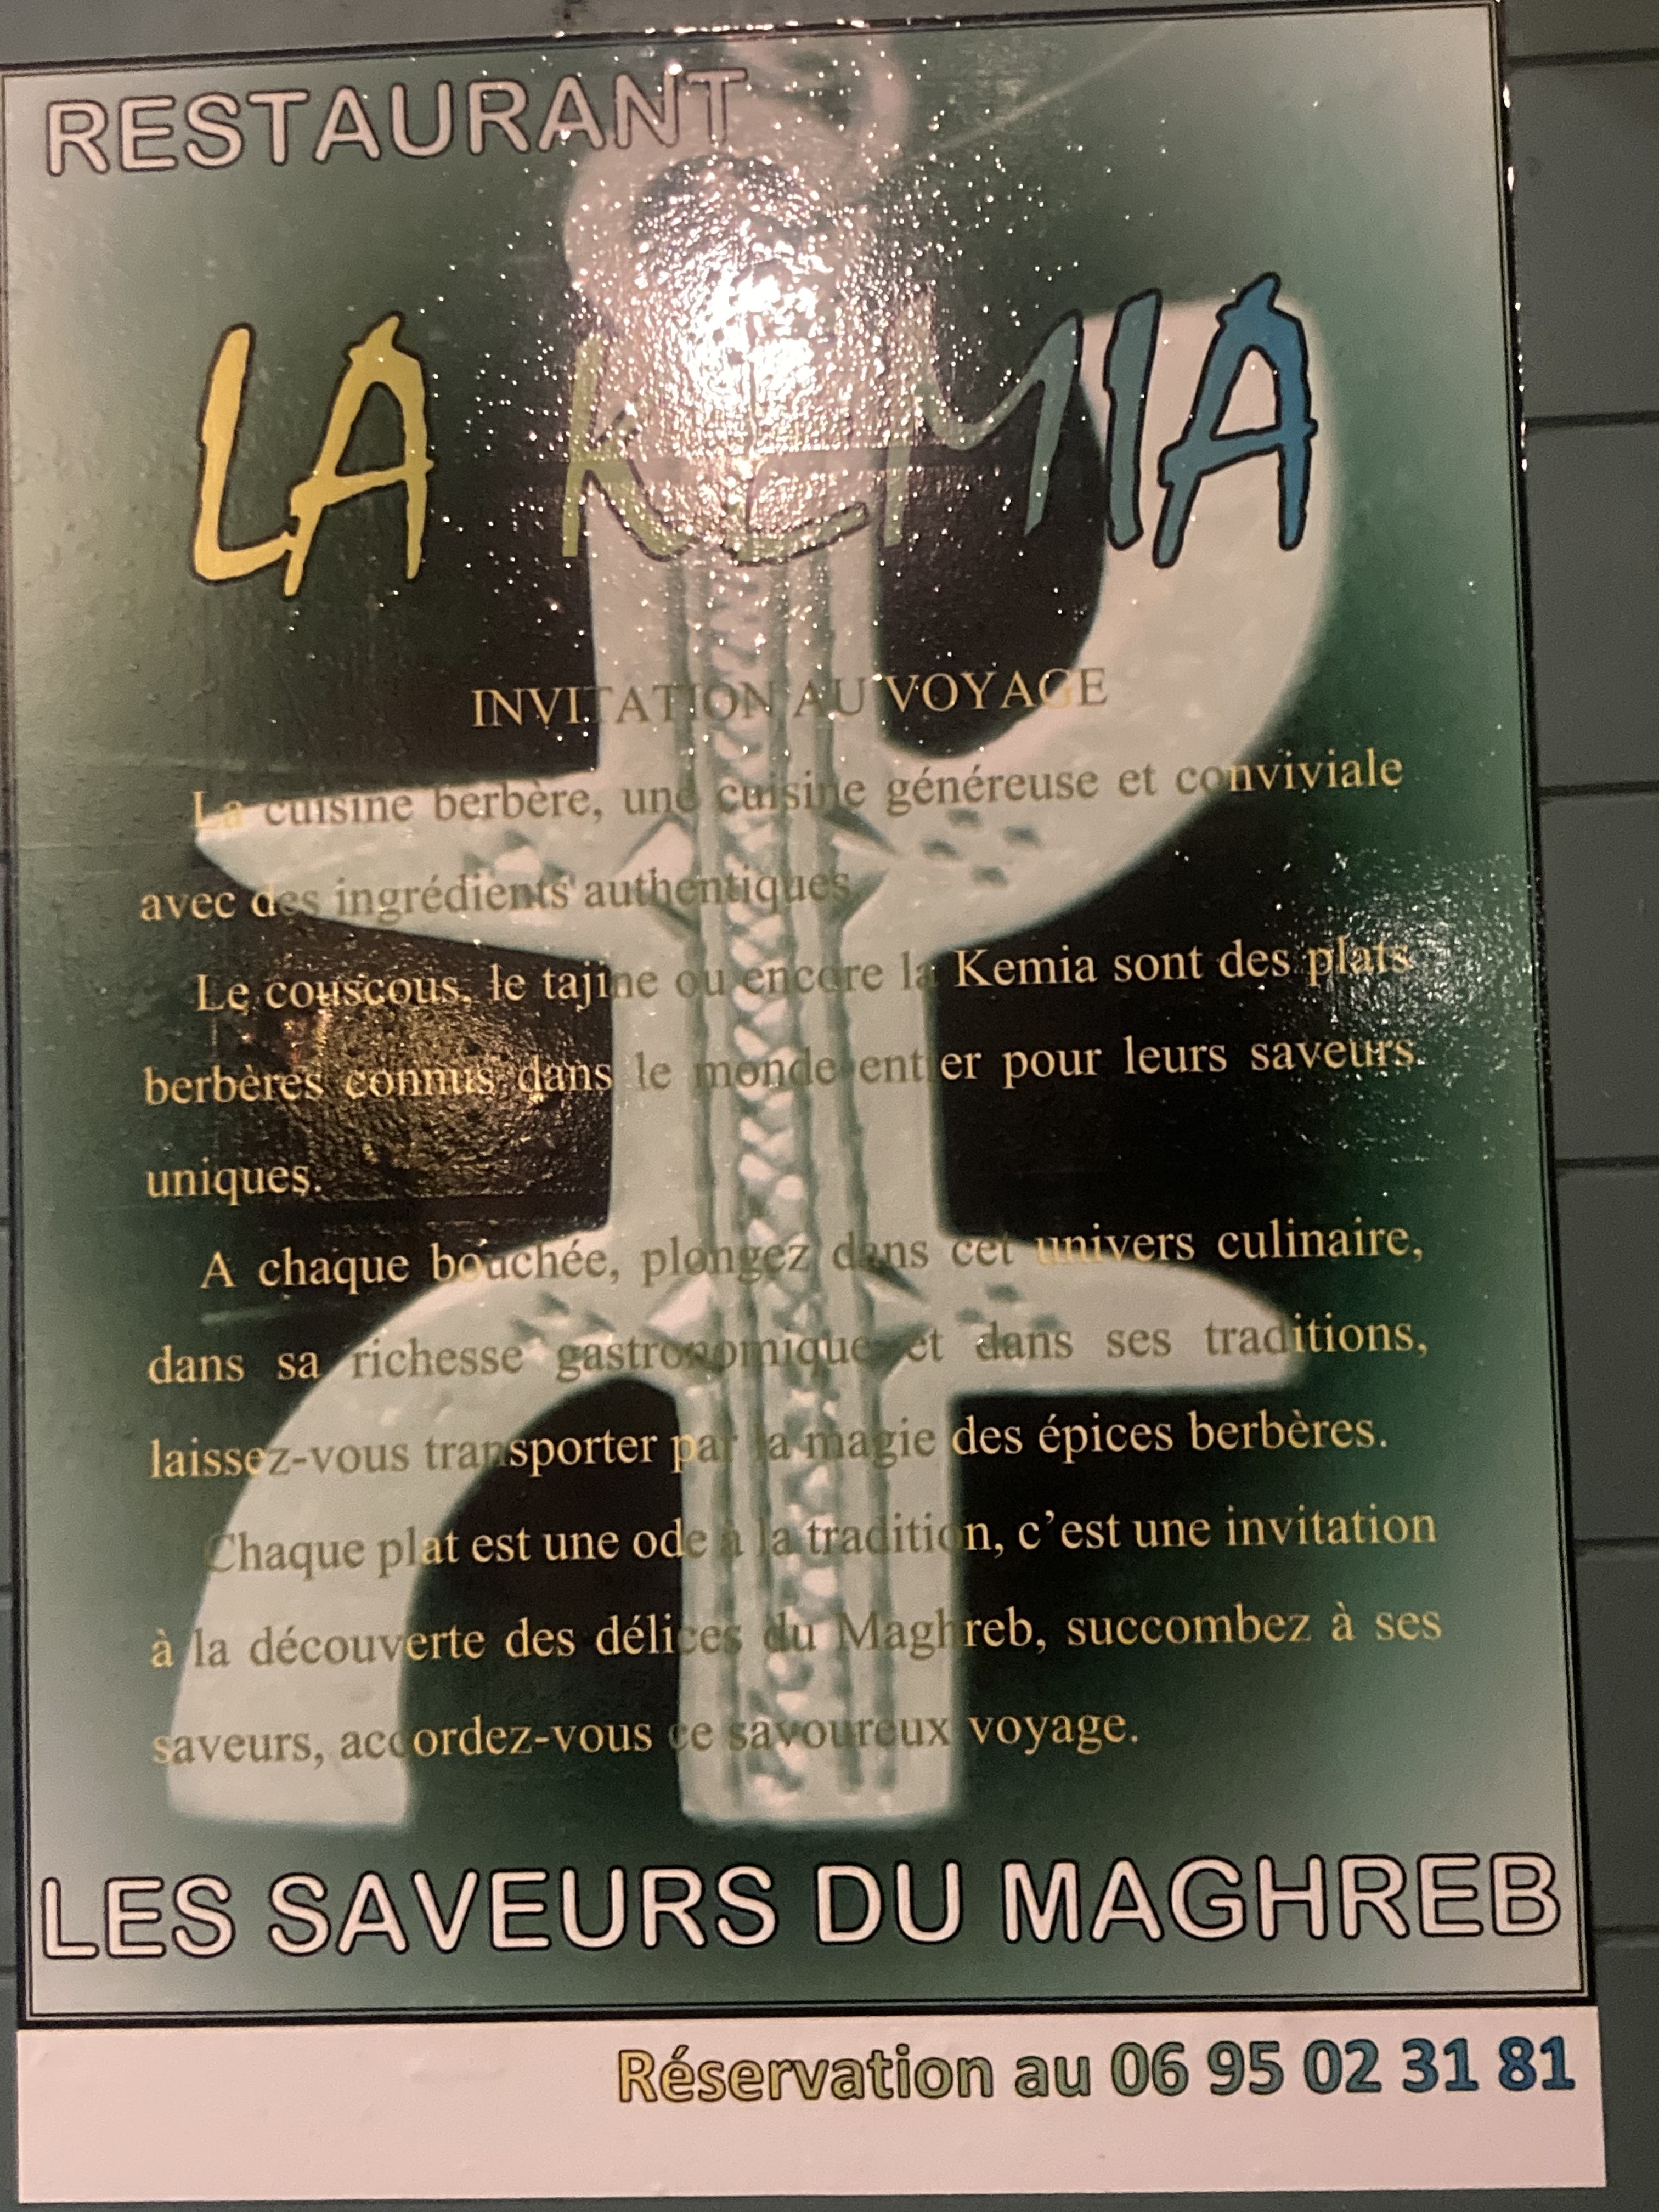 RESTAURANT
LA KEMIA
INVITATION AU VOYAGE
La cuisine berbère, une cuisine généreuse et conviviale
avec des ingrédients authentiques.
Le couscous, le tajine ou encore la Kemia sont des plats
berbères connus dans le monde entier pour leurs saveurs
uniques.
A chaque bouchée, plongez dans cet univers culinaire,
dans sa richesse gastronomique et dans ses traditions,
laissez-vous transporter par la magie des épices berbères.
Chaque plat est une ode à la tradition, c'est une invitation
à la découverte des délices du Maghreb, succombez à ses
saveurs, accordez-vous ce savoureux voyage.
LES SAVEURS DU MAGHREB
Réservation au 06 95 02 31 81